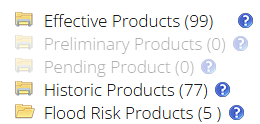 Effective Products (99) ?
Preliminary Products (0) ?
Pending Product (0) ?
Historic Products (77) ?
Flood Risk Products (5 ) ?